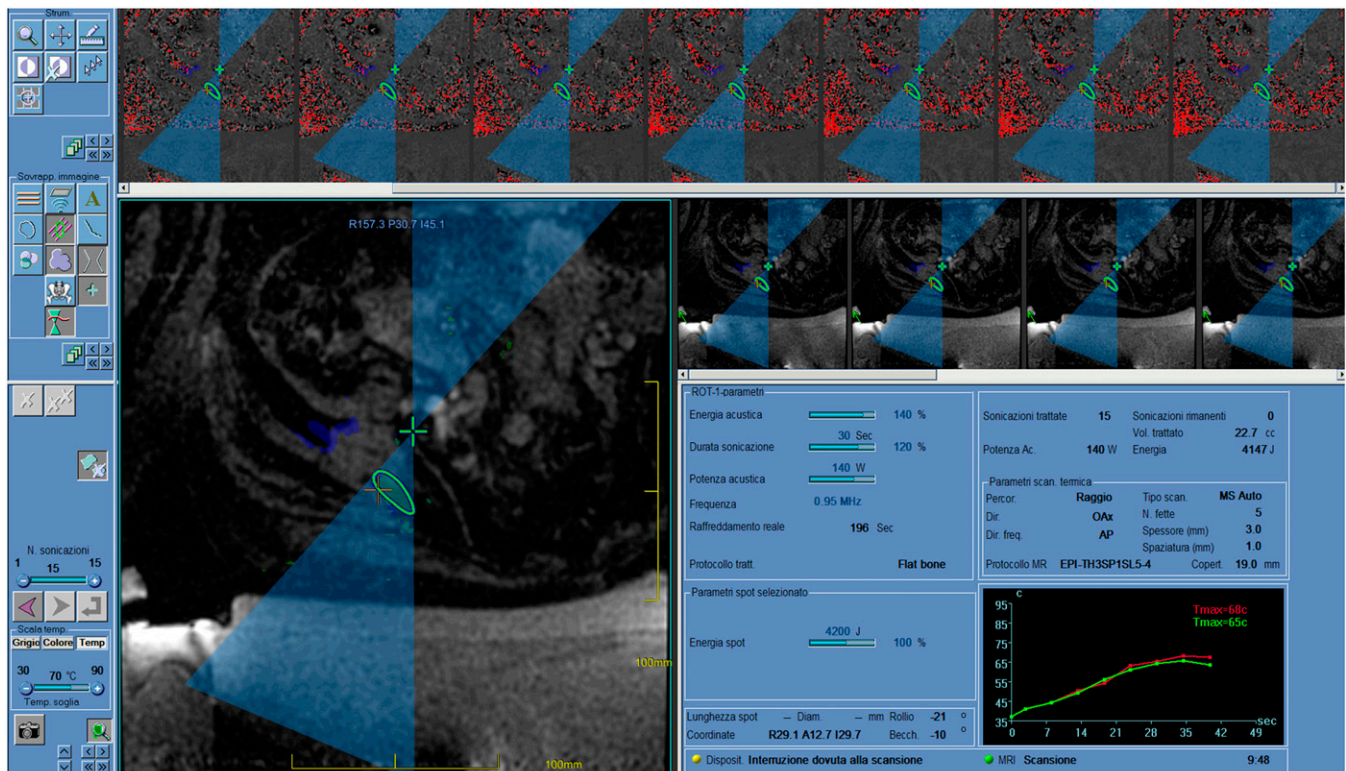 Strum.
Sovrapp. immagine
A
N. sonicazioni
1 15 15
Scala temp.
Grigio Colore Temp
30 70 °C 90
Temp. soglia
R157.3 P30.7 I45.1
100mm
100mm
ROT-1-parametri
Energia acustica 140 %
30 Sec
Durata sonicazione 120 %
140 W
Potenza acustica
Frequenza 0.95 MHz
Raffreddamento reale 196 Sec
Protocollo tratt. Flat bone
Parametri spot selezionato
4200 J
Energia spot 100 %
Lunghezza spot – Diam. – mm Rollio -21 °
Coordinate R29.1 A12.7 I29.7 Becch. -10 °
Sonicazioni trattate 15 Sonicazioni rimanenti 0
Vol. trattato 22.7 cc
Potenza Ac. 140 W Energia 4147 J
Parametri scan. termica
Percor. Raggio Tipo scan. MS Auto
Dir. OAx N. fette 5
Dir. freq. AP Spessore (mm) 3.0
Spaziatura (mm) 1.0
Protocollo MR EPI-TH3SP1SL5-4 Copert. 19.0 mm
c
95
85
75
65
55
45
35
Tmax=68c
Tmax=65c
0 7 14 21 28 35 42 49
sec
Disposit. Interruzione dovuta alla scansione MRI Scansione 9:48